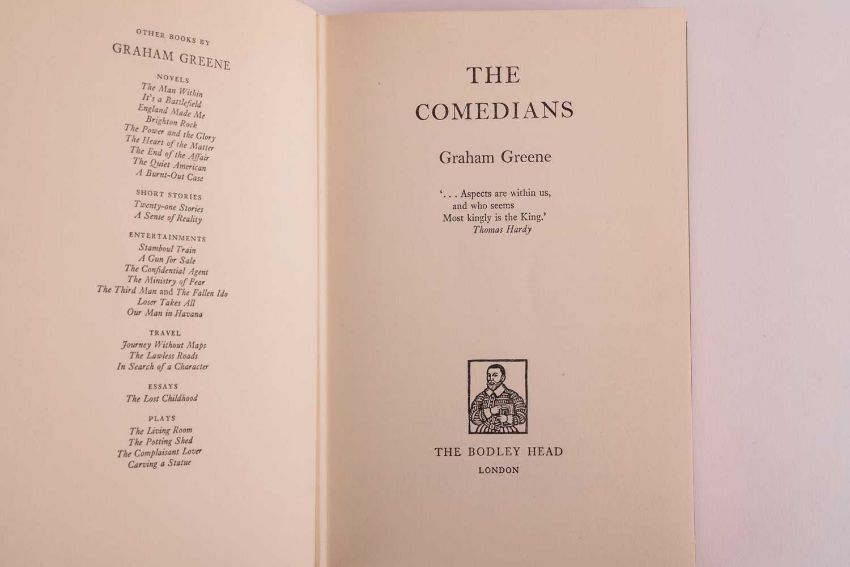 OTHER BOOKS BY
GRAHAM GREENE
NOVELS
The Man Within
It's a Battlefield
England Made Me
Brighton Rock
The Power and the Glory
The Heart of the Matter
The End of the Affair
The Quiet American
A Burnt-Out Case
SHORT STORIES
Twenty-one Stories
A Sense of Reality
ENTERTAINMENTS
Stamboul Train
A Gun for Sale
The Confidential Agent
The Ministry of Fear
The Third Man and The Fallen Ido
Loser Takes All
Our Man in Havana
TRAVEL
Journey Without Maps
The Lawless Roads
In Search of a Character
ESSAYS
The Lost Childhood
PLAYS
The Living Room
The Potting Shed
The Complaisant Lover
Carving a Statue
THE
COMEDIANS
Graham Greene
'. . . Aspects are within us,
and who seems
Most kingly is the King.'
Thomas Hardy
THE BODLEY HEAD
LONDON